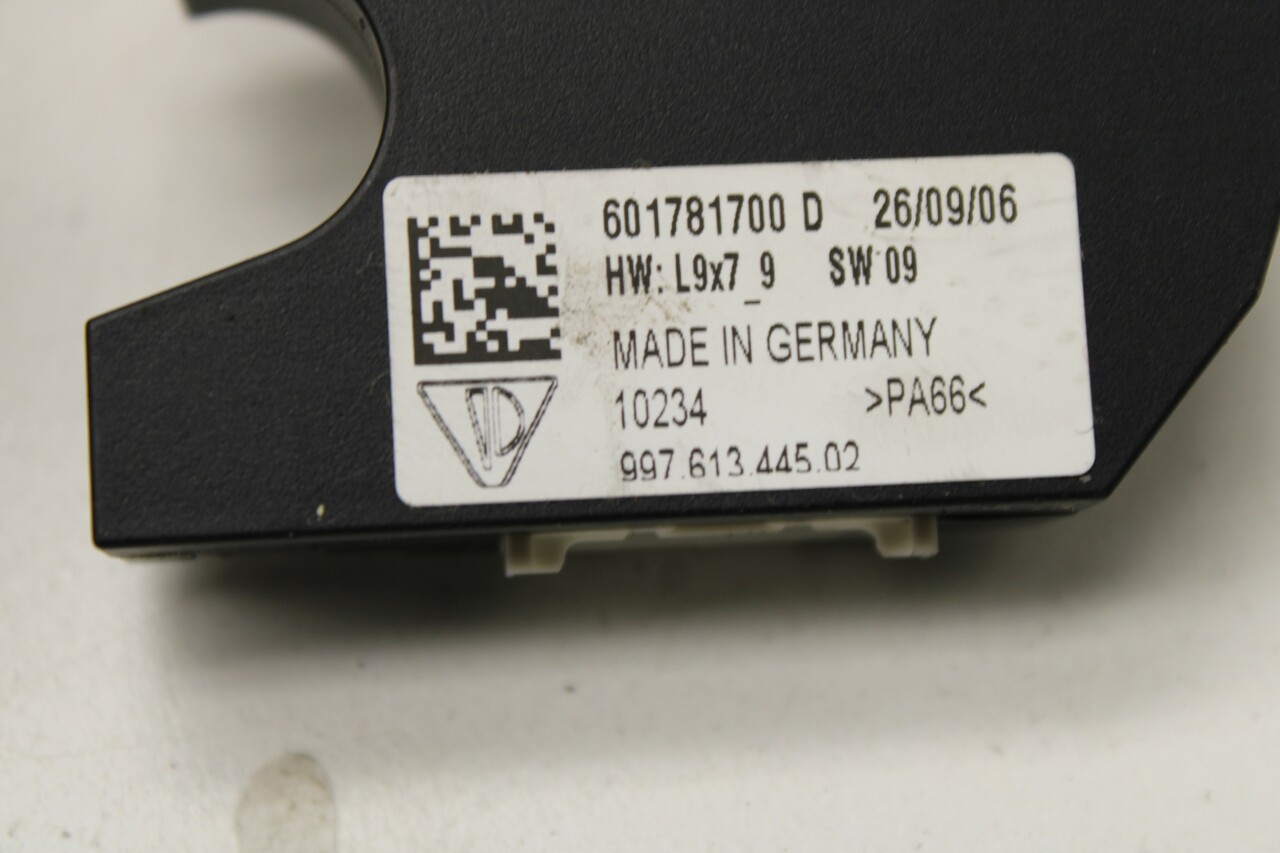 601781700 D 26/09/06
HW: L9x7_9 SW 09
MADE IN GERMANY
10234 >PA66<
997.613.445.02